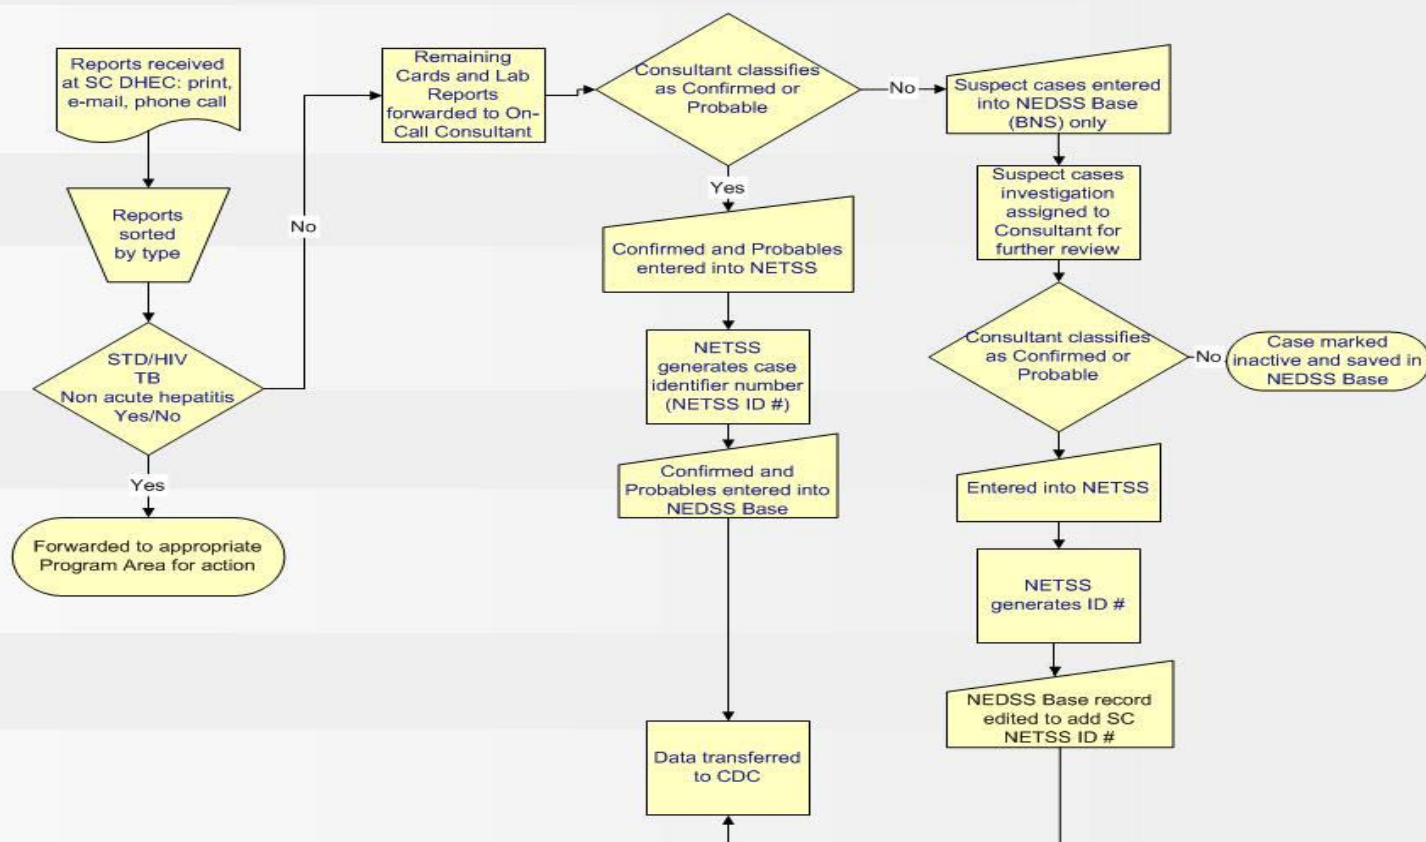 Reports received
at SC DHEC: print,
e-mail, phone call
Reports
sorted
by type
STD/HIV
TB
Non acute hepatitis
Yes/No
Yes
Forwarded to appropriate
Program Area for action
No
Remaining
Cards and Lab
Reports
forwarded to On-
Call Consultant
Consultant classifies
as Confirmed or
Probable
Yes
Confirmed and Probables
entered into NETSS
NETSS
generates case
identifier number
(NETSS ID #)
Confirmed and
Probables entered into
NEDSS Base
Data transferred
to CDC
No
Suspect cases entered
into NEDSS Base
(BNS) only
Suspect cases
investigation
assigned to
Consultant for
further review
Consultant classifies
as Confirmed or
Probable
No
Case marked
inactive and saved in
NEDSS Base
Entered into NETSS
NETSS
generates ID #
NEDSS Base record
edited to add SC
NETSS ID #